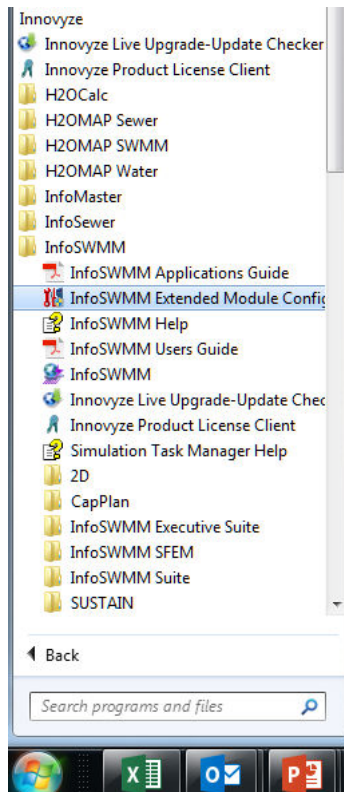 Innovyze
Innovyze Live Upgrade-Update Checker
Innovyze Product License Client
H2OCalc
H2OMAP Sewer
H2OMAP SWMM
H2OMAP Water
InfoMaster
InfoSewer
InfoSWMM
InfoSWMM Applications Guide
InfoSWMM Extended Module Config
InfoSWMM Help
InfoSWMM Users Guide
InfoSWMM
Innovyze Live Upgrade-Update Chec
Innovyze Product License Client
Simulation Task Manager Help
2D
CapPlan
InfoSWMM Executive Suite
InfoSWMM SFEM
InfoSWMM Suite
SUSTAIN
Back
Search programs and files